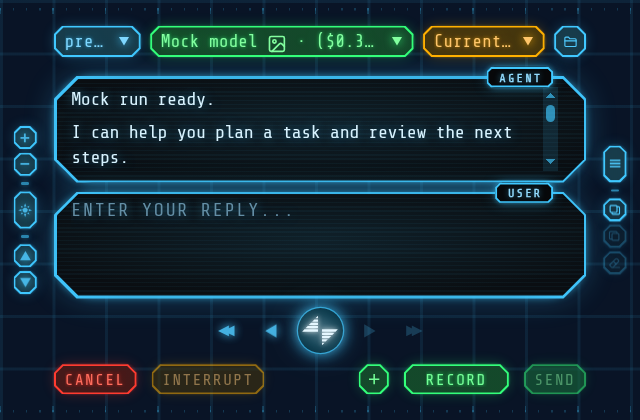 pre…
Mock model · ($0.3…
Current…
AGENT
Mock run ready.
I can help you plan a task and review the next
steps.
USER
ENTER YOUR REPLY...
CANCEL
INTERRUPT
+
RECORD
SEND